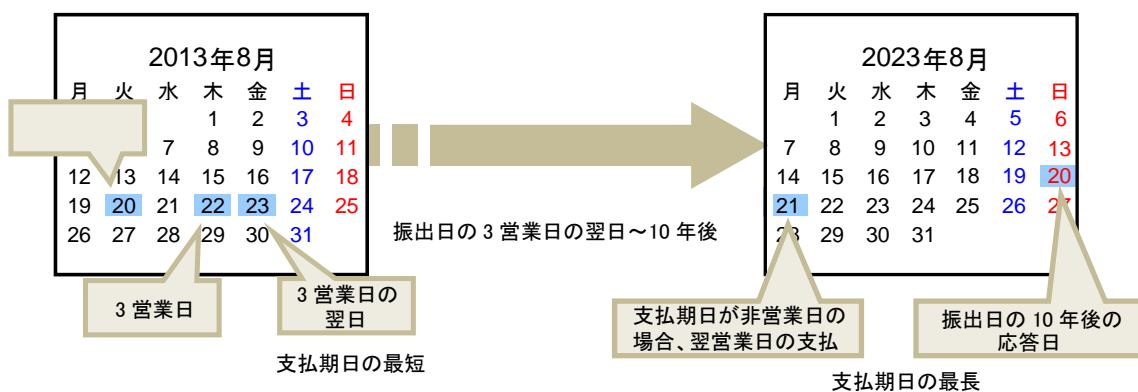 2013年8月
月 火 水 木 金 土 日
1 2 3 4
7 8 9 10 11
12 13 14 15 16 17 18
19 20 21 22 23 24 25
26 27 28 29 30 31
3 営業日
3 営業日の
翌日
支払期日の最短
振出日の 3 営業日の翌日～10 年後
2023年8月
月 火 水 木 金 土 日
1 2 3 4 5 6
7 8 9 10 11 12 13
14 15 16 17 18 19 20
21 22 23 24 25 26 27
28 29 30 31
支払期日が非営業日の
場合、翌営業日の支払
振出日の 10 年後の
応答日
支払期日の最長